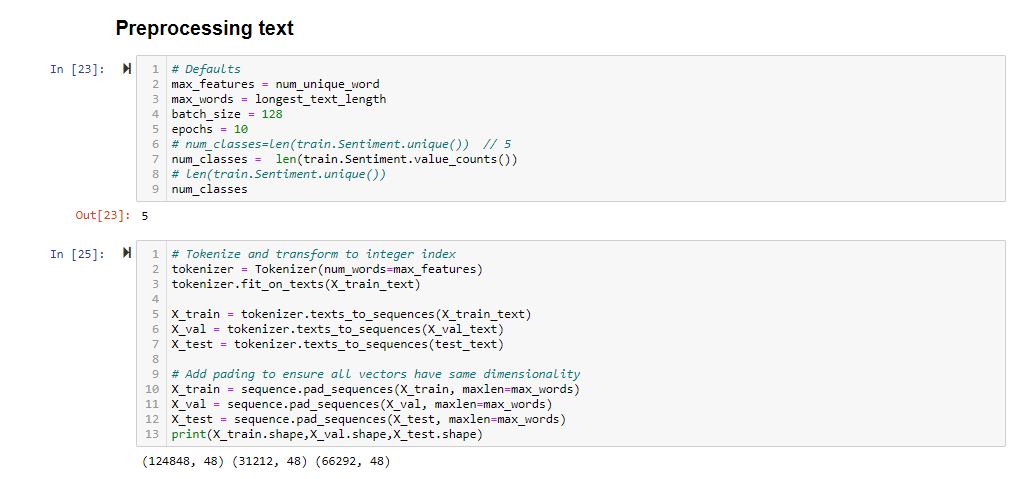 Preprocessing text
In [23]:
1 # Defaults
2 max_features = num_unique_word
3 max_words = longest_text_length
4 batch_size = 128
5 epochs = 10
6 # num_classes=len(train.Sentiment.unique())  // 5
7 num_classes =  len(train.Sentiment.value_counts())
8 # len(train.Sentiment.unique())
9 num_classes
Out[23]: 5
In [25]:
1 # Tokenize and transform to integer index
2 tokenizer = Tokenizer(num_words=max_features)
3 tokenizer.fit_on_texts(X_train_text)
4
5 X_train = tokenizer.texts_to_sequences(X_train_text)
6 X_val = tokenizer.texts_to_sequences(X_val_text)
7 X_test = tokenizer.texts_to_sequences(test_text)
8
9 # Add pading to ensure all vectors have same dimensionality
10 X_train = sequence.pad_sequences(X_train, maxlen=max_words)
11 X_val = sequence.pad_sequences(X_val, maxlen=max_words)
12 X_test = sequence.pad_sequences(X_test, maxlen=max_words)
13 print(X_train.shape,X_val.shape,X_test.shape)
(124848, 48) (31212, 48) (66292, 48)